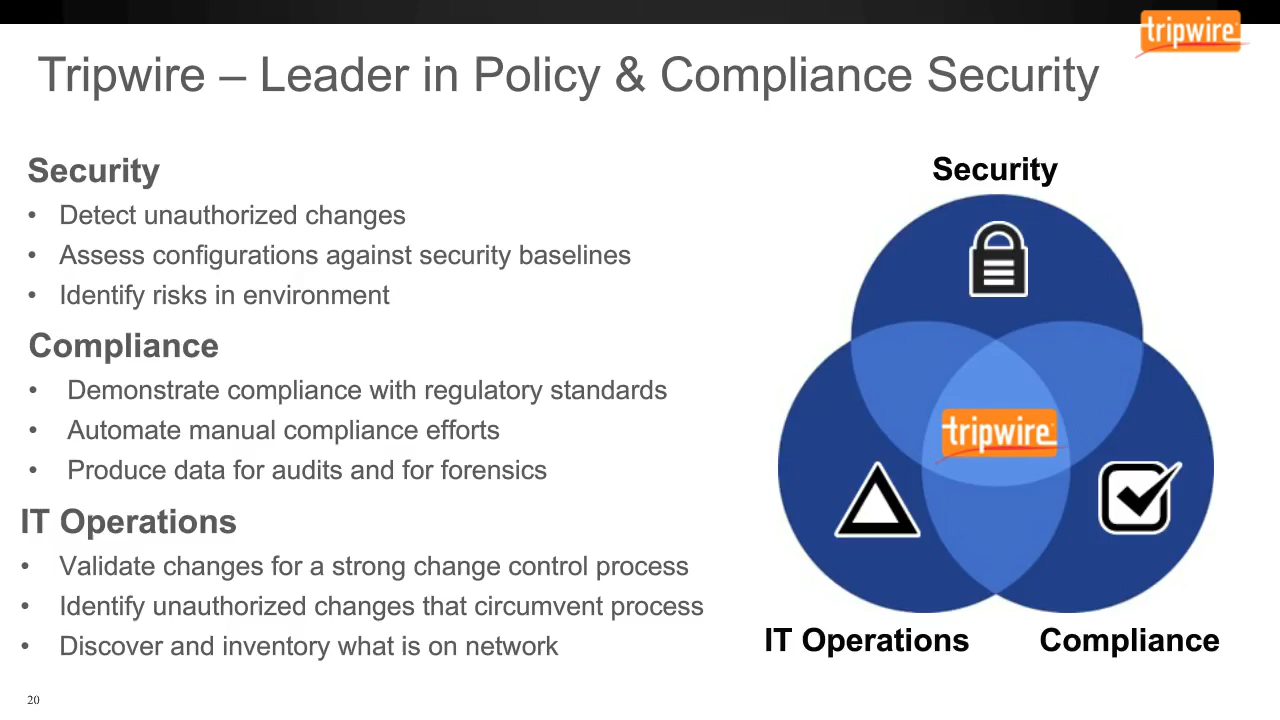 tripwire
Tripwire – Leader in Policy & Compliance Security
Security
• Detect unauthorized changes
• Assess configurations against security baselines
• Identify risks in environment
Compliance
• Demonstrate compliance with regulatory standards
• Automate manual compliance efforts
• Produce data for audits and for forensics
IT Operations
• Validate changes for a strong change control process
• Identify unauthorized changes that circumvent process
• Discover and inventory what is on network
Security
tripwire
IT Operations
Compliance
20